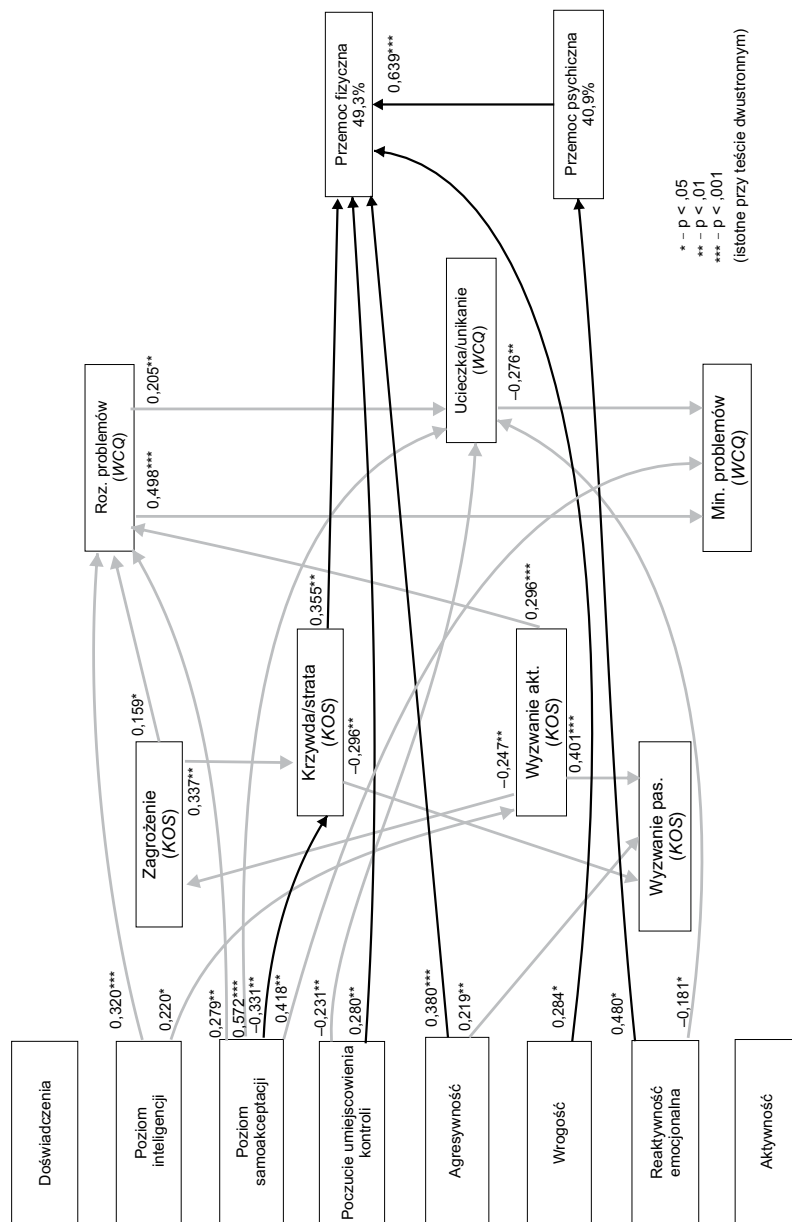 Doświadczenia
Poziom
inteligencji
Poziom
samoakceptacji
Poczucie umiejscowienia
kontroli
Agresywność
Wrogość
Reaktywność
emocjonalna
Aktywność
0,320***
0,220*
0,279**
0,572***
–0,331**
0,418**
–0,231**
0,280**
0,380***
0,219**
0,284*
0,480*
–0,181*
Zagrożenie
(KOS)
0,159*
0,337**
Krzywda/strata
(KOS)
0,355**
–0,296**
Wyzwanie akt.
(KOS)
0,296***
–0,247**
0,401***
Wyzwanie pas.
(KOS)
Roz. problemów
(WCQ)
0,205**
0,498***
Ucieczka/unikanie
(WCQ)
–0,276**
Min. problemów
(WCQ)
Przemoc fizyczna
49,3%
0,639***
Przemoc psychiczna
40,9%
* – p < ,05
** – p < ,01
*** – p < ,001
(istotne przy teście dwustronnym)